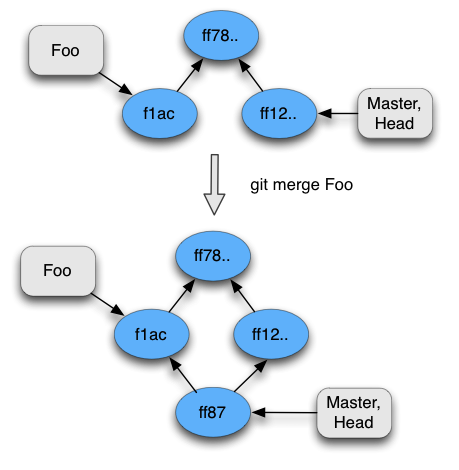 ff78..
Foo
f1ac
ff12..
Master,
Head
git merge Foo
ff78..
Foo
f1ac
ff12..
ff87
Master,
Head